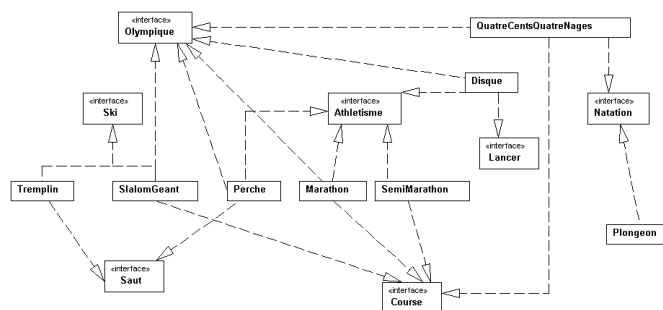 «interface»
Olympique
QuatreCentsQuatreNages
Disque
«interface»
Ski
«interface»
Athletisme
«interface»
Natation
«interface»
Lancer
Tremplin
SlalomGeant
Perche
Marathon
SemiMarathon
Plongeon
«interface»
Saut
«interface»
Course